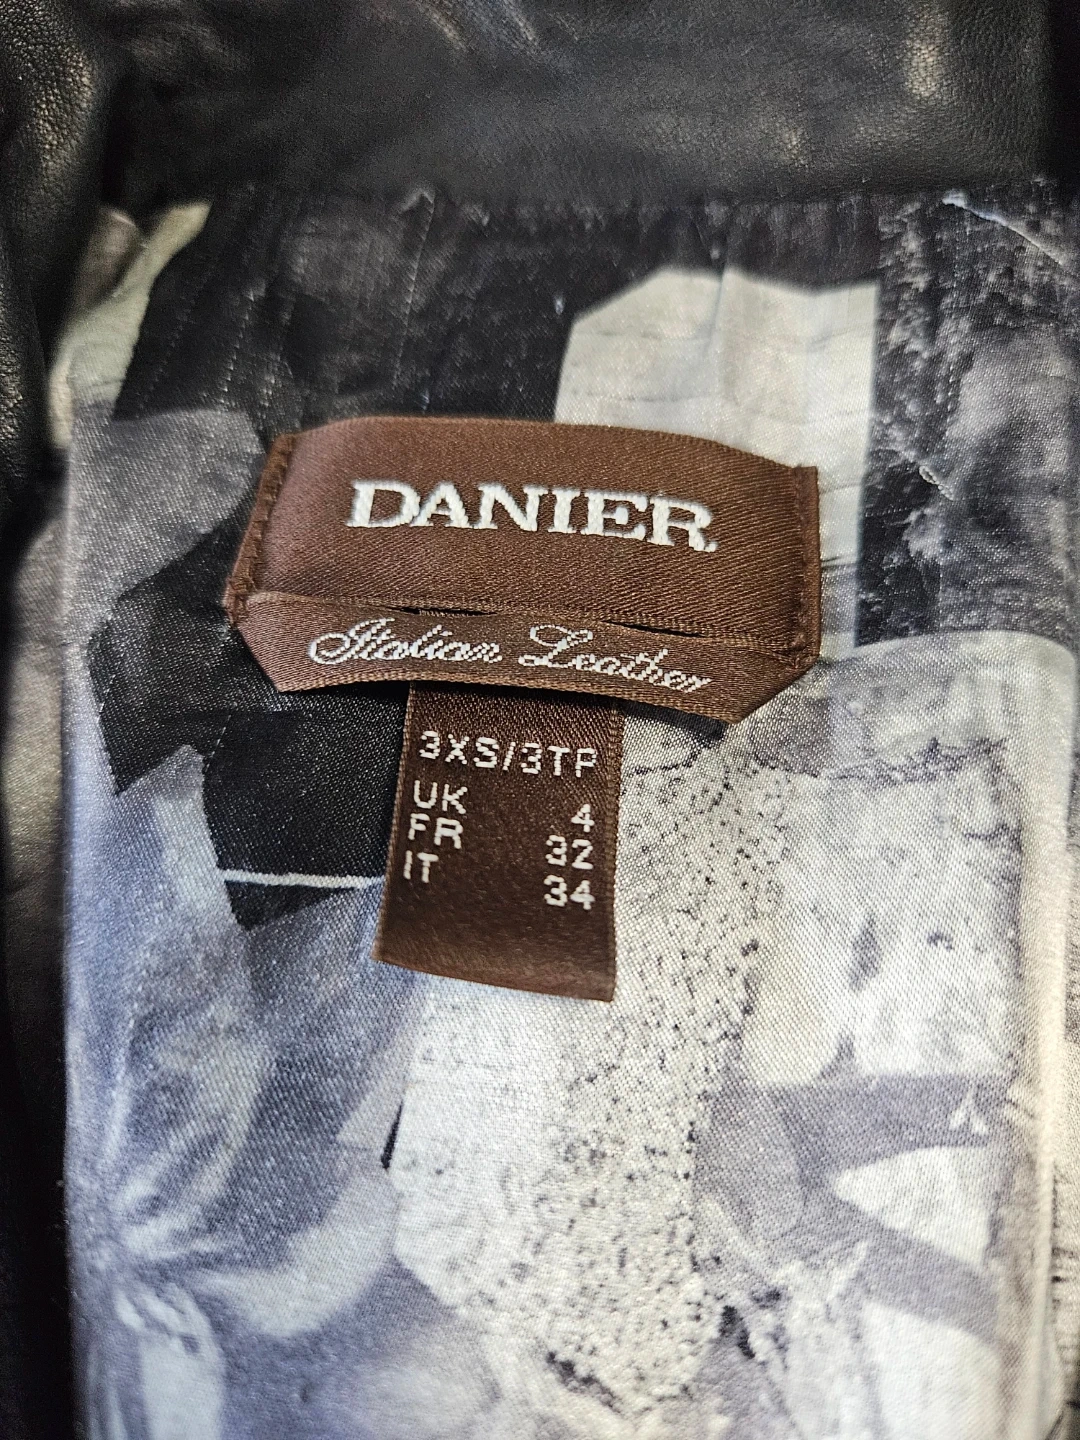 DANIER
Italian Leather
3XS/3TP
UK 4
FR 32
IT 34